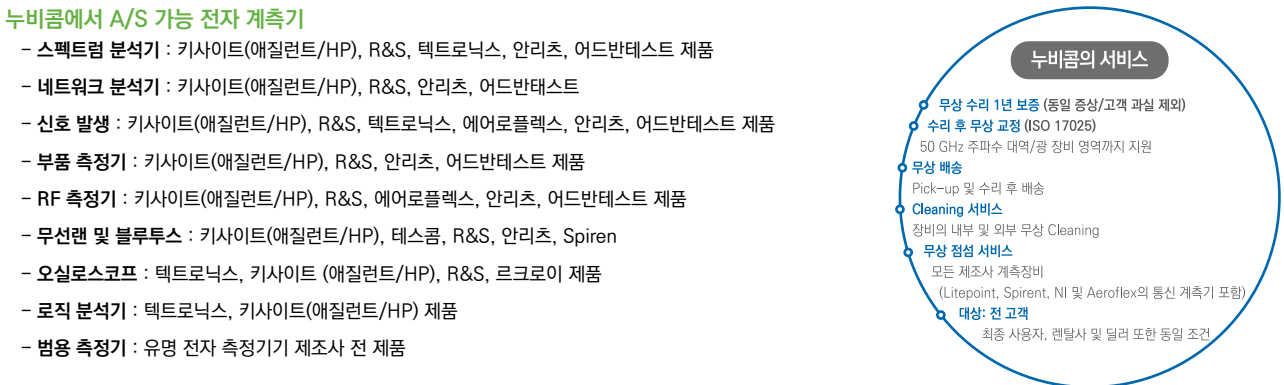 누비콤에서 A/S 가능 전자 계측기
- 스펙트럼 분석기 : 키사이트(애질런트/HP), R&S, 텍트로닉스, 안리츠, 어드반테스트 제품
- 네트워크 분석기 : 키사이트(애질런트/HP), R&S, 안리츠, 어드반태스트
- 신호 발생 : 키사이트(애질런트/HP), R&S, 텍트로닉스, 에어로플렉스, 안리츠, 어드반테스트 제품
- 부품 측정기 : 키사이트(애질런트/HP), R&S, 안리츠, 어드반테스트 제품
- RF 측정기 : 키사이트(애질런트/HP), R&S, 에어로플렉스, 안리츠, 어드반테스트 제품
- 무선랜 및 블루투스 : 키사이트(애질런트/HP), 테스콤, R&S, 안리츠, Spiren
- 오실로스코프 : 텍트로닉스, 키사이트 (애질런트/HP), R&S, 르크로이 제품
- 로직 분석기 : 텍트로닉스, 키사이트(애질런트/HP) 제품
- 범용 측정기 : 유명 전자 측정기기 제조사 전 제품
누비콤의 서비스
무상 수리 1년 보증 (동일 증상/고객 과실 제외)
수리 후 무상 교정 (ISO 17025)
50 GHz 주파수 대역/광 장비 영역까지 지원
무상 배송
Pick-up 및 수리 후 배송
Cleaning 서비스
장비의 내부 및 외부 무상 Cleaning
무상 점섬 서비스
모든 제조사 계측장비
(Litepoint, Spirent, NI 및 Aeroflex의 통신 계측기 포함)
대상: 전 고객
최종 사용자, 렌탈사 및 딜러 또한 동일 조건